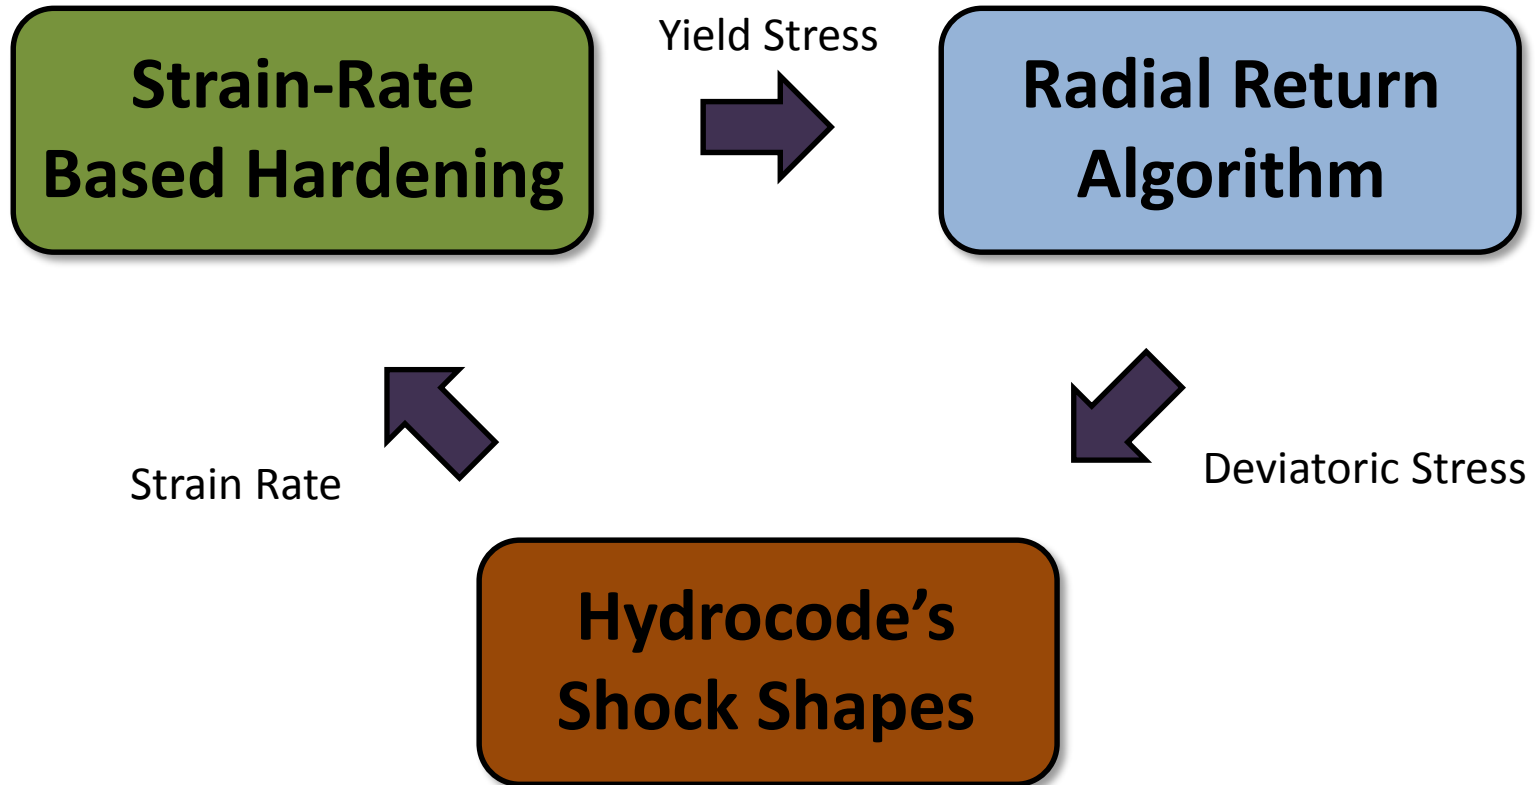 Strain-Rate
Based Hardening
Yield Stress
Radial Return
Algorithm
Strain Rate
Deviatoric Stress
Hydrocode’s
Shock Shapes